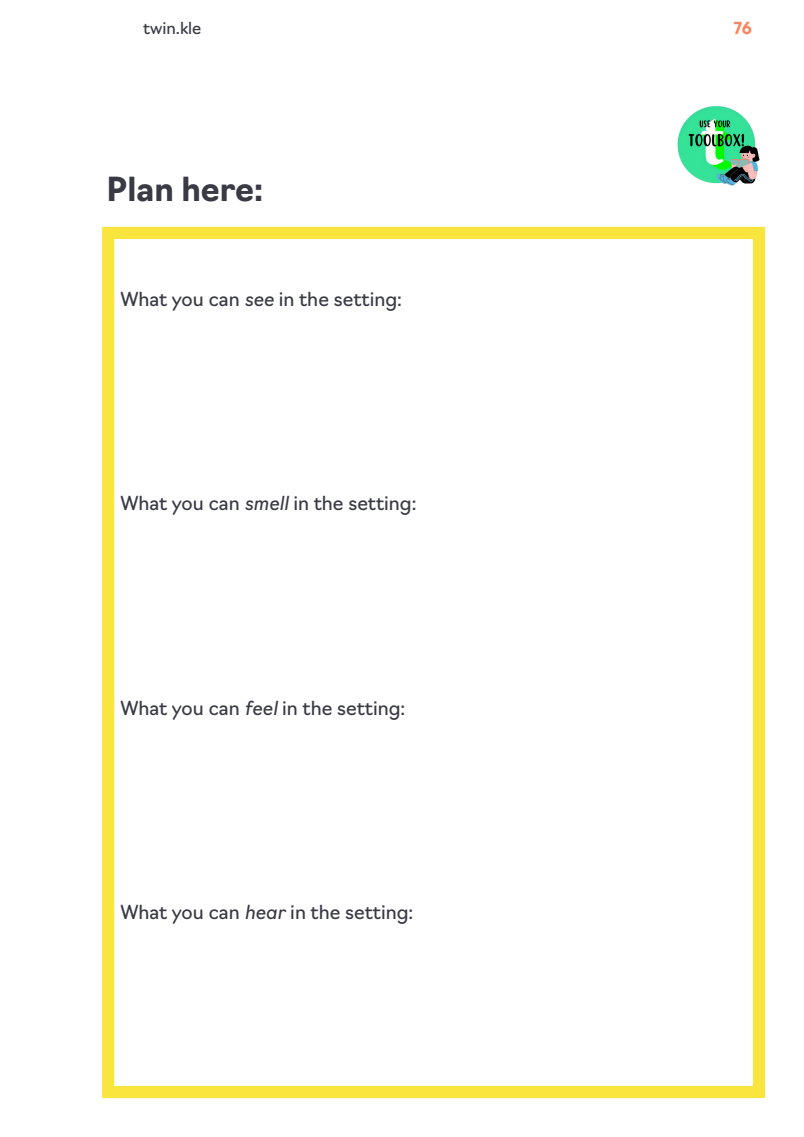 twin.kle 76
USE YOUR
TOOLBOX!
Plan here:
What you can see in the setting:
What you can smell in the setting:
What you can feel in the setting:
What you can hear in the setting: